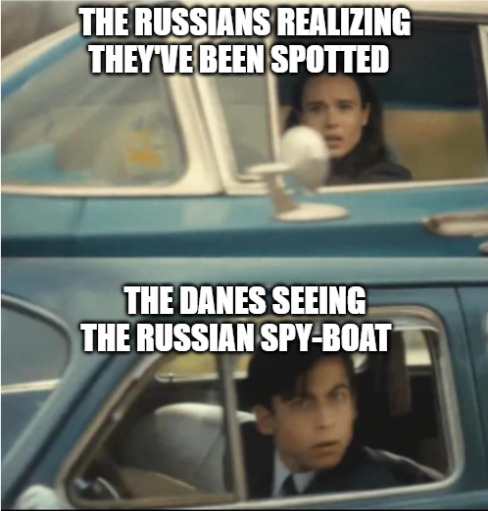 THE RUSSIANS REALIZING
THEY'VE BEEN SPOTTED
THE DANES SEEING
THE RUSSIAN SPY-BOAT